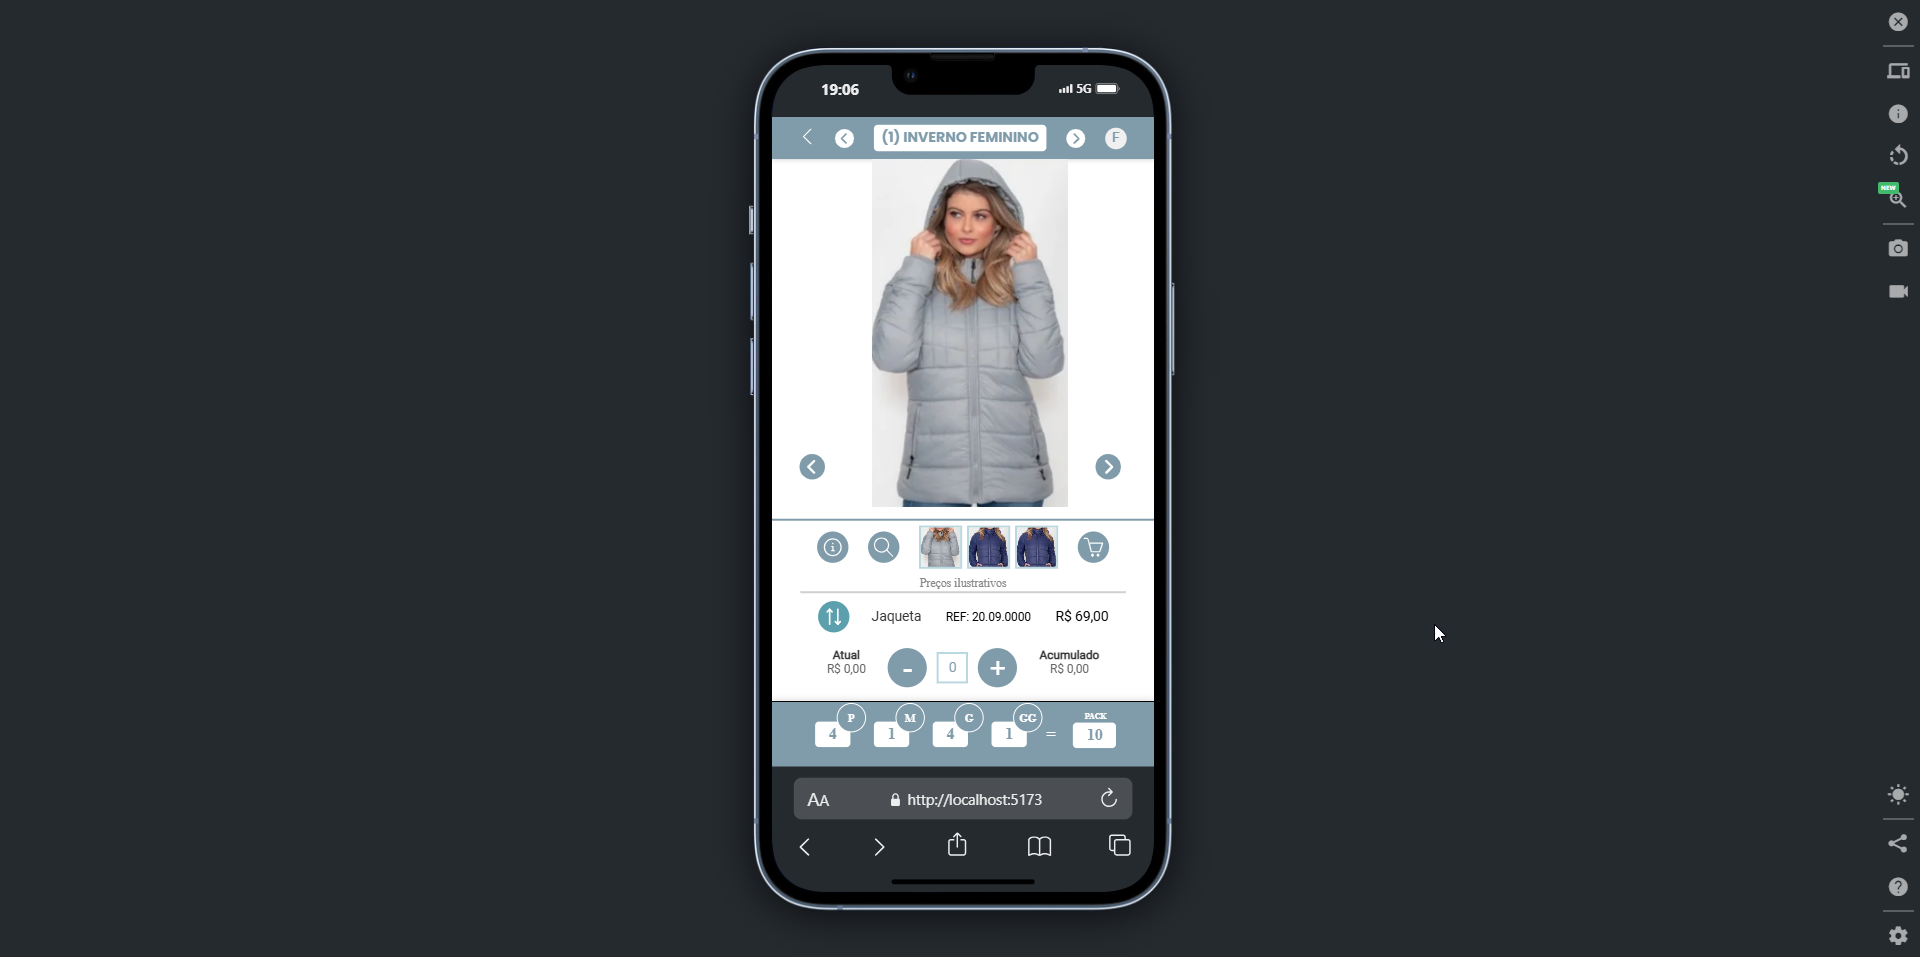 19:06
5G
(1) INVERNO FEMININO
F
Preços ilustrativos
Jaqueta REF: 20.09.0000 R$ 69,00
Atual
R$ 0,00
- 0 +
Acumulado
R$ 0,00
P M G GG PACK
4 1 4 1 = 10
AA http://localhost:5173
NEW